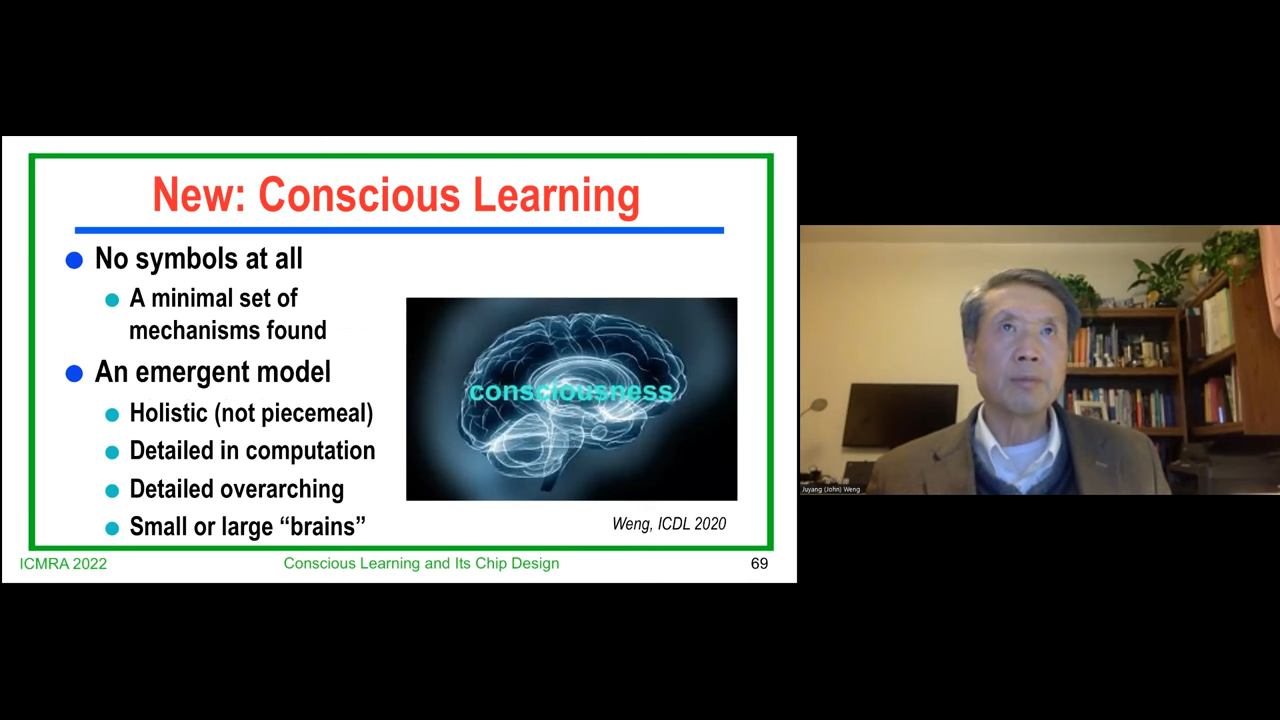 New: Conscious Learning
No symbols at all
A minimal set of
mechanisms found
An emergent model
Holistic (not piecemeal)
Detailed in computation
Detailed overarching
Small or large “brains”
consciousness
Weng, ICDL 2020
ICMRA 2022
Conscious Learning and Its Chip Design
69
Juyang (John) Weng